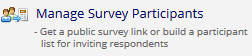 Manage Survey Participants
- Get a public survey link or build a participant
list for inviting respondents